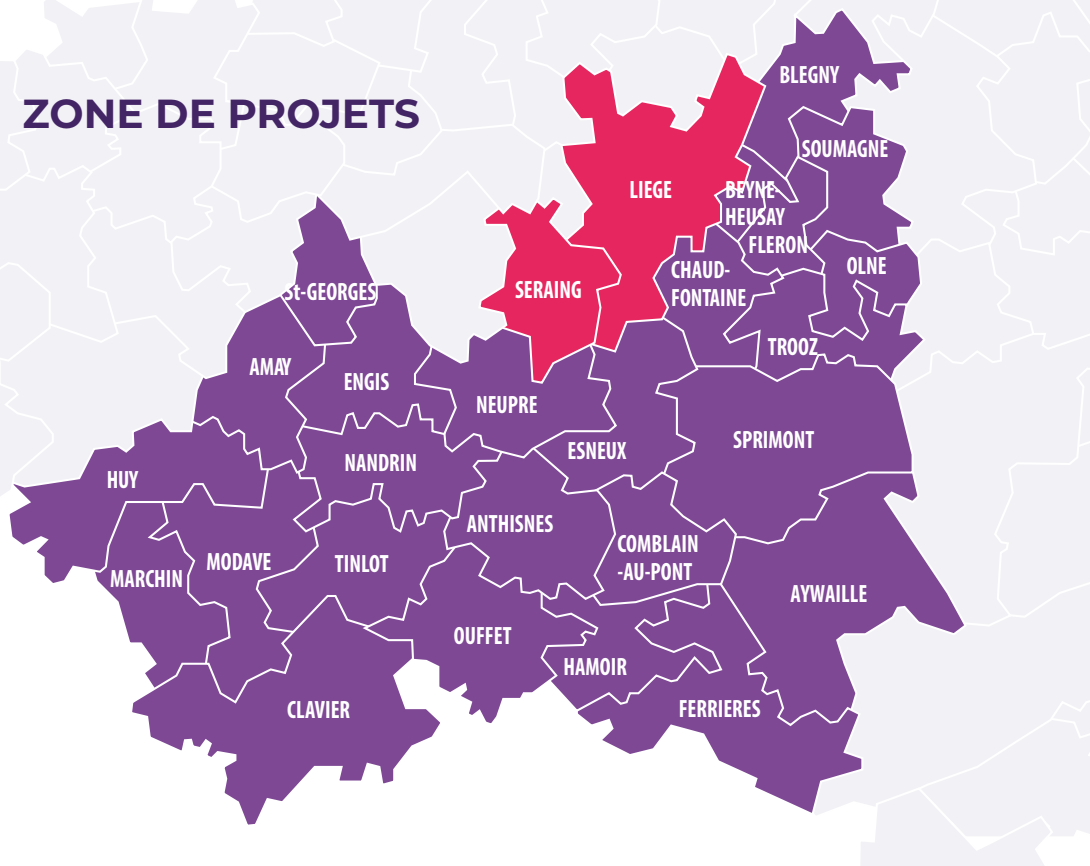 ZONE DE PROJETS
BLEGNY
SOUMAGNE
LIEGE
BEYNE-
HEUSAY
FLERON
OLNE
CHAUD-
FONTAINE
SERAING
St-GEORGES
TROOZ
AMAY
ENGIS
NEUPRE
SPRIMONT
ESNEUX
NANDRIN
HUY
ANTHISNES
COMBLAIN
-AU-PONT
MODAVE
TINLOT
MARCHIN
AYWAILLE
OUFFET
HAMOIR
CLAVIER
FERRIERES